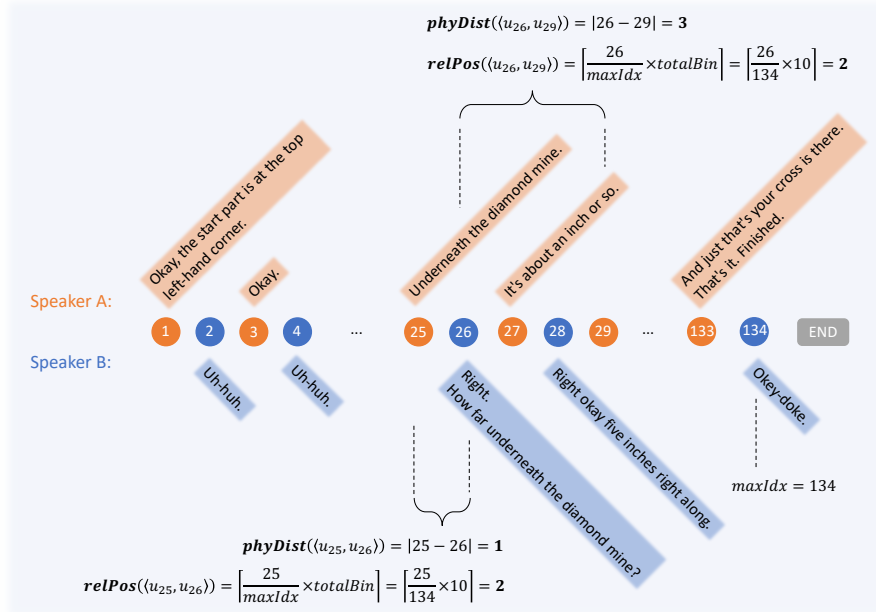 phyDist(⟨u26, u29⟩) = |26 − 29| = 3
relPos(⟨u26, u29⟩) = ⌈26/maxIdx ×totalBin⌉ = ⌈26/134 ×10⌉ = 2
Okay, the start part is at the top
left-hand corner.
Okay.
Underneath the diamond mine.
It's about an inch or so.
And just that's your cross is there.
That's it. Finished.
Speaker A:
1 2 3 4 ... 25 26 27 28 29 ... 133 134 END
Speaker B:
Uh-huh.
Uh-huh.
Right.
How far underneath the diamond mine?
Right okay five inches right along.
Okey-doke.
maxIdx = 134
phyDist(⟨u25, u26⟩) = |25 − 26| = 1
relPos(⟨u25, u26⟩) = ⌈25/maxIdx ×totalBin⌉ = ⌈25/134 ×10⌉ = 2